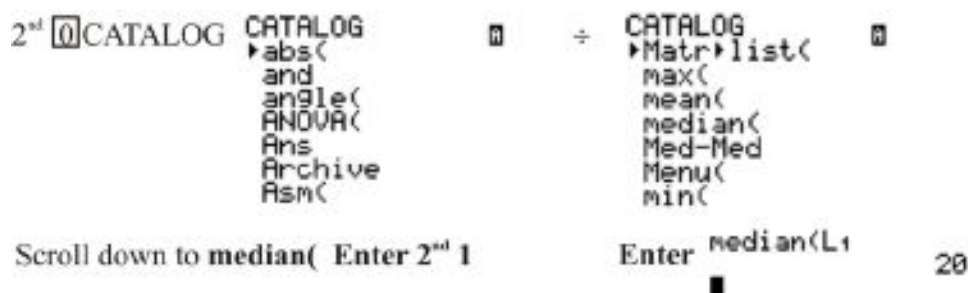 2nd 0 CATALOG
CATALOG
▸abs(
and
angle(
ANOVA(
Ans
Archive
Asm(
÷
CATALOG
▸Matr▸list(
max(
mean(
median(
Med-Med
Menu(
min(
Scroll down to median( Enter 2nd 1
Enter
median(L₁
20